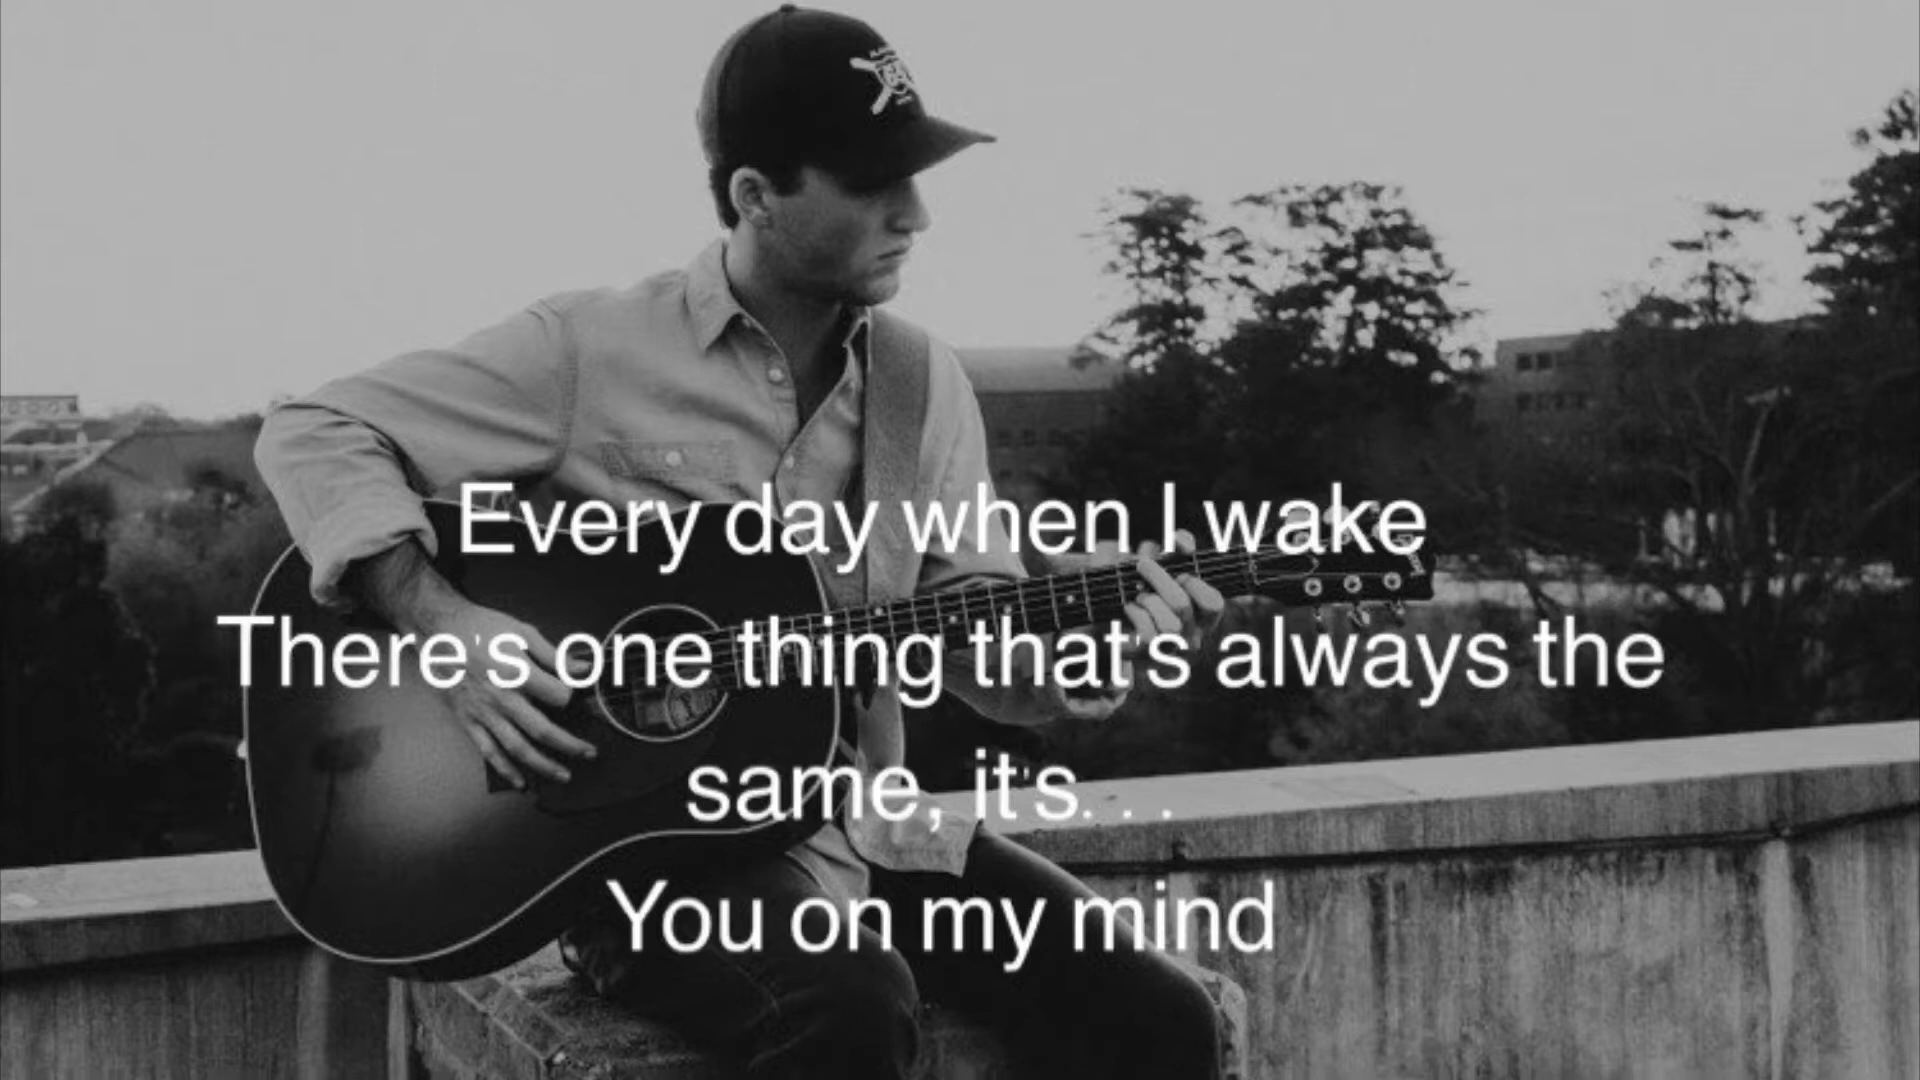 Every day when I wake
There's one thing that's always the
same, it's. . .
You on my mind